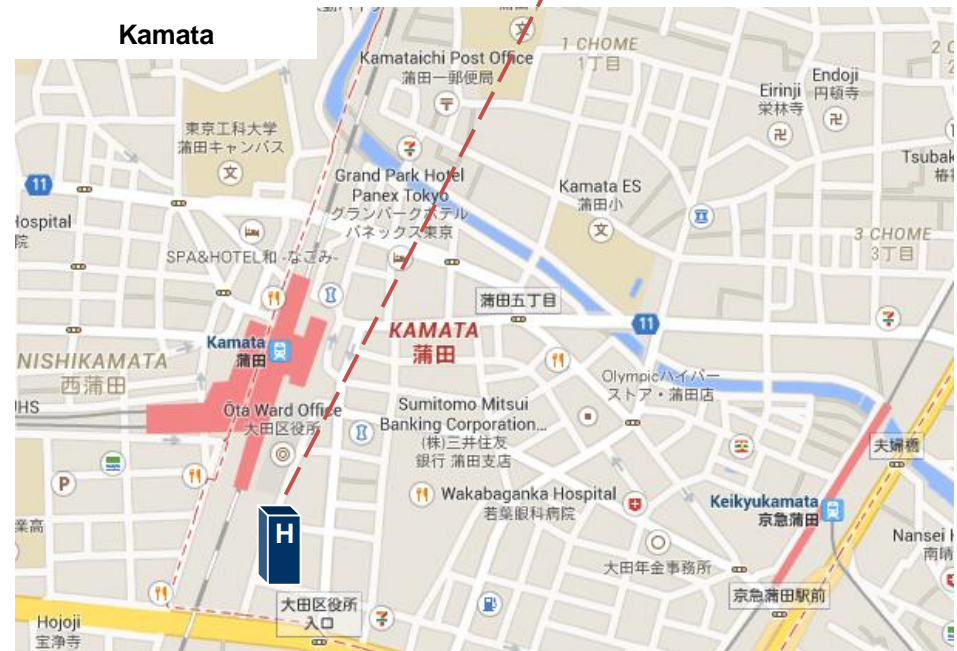 Kamata
Kamataichi Post Office
蒲田一郵便局
1 CHOME
1丁目
Eirinji
栄林寺
Endoji
円頓寺
東京工科大学
蒲田キャンパス
11
Grand Park Hotel
Panex Tokyo
グランパークホテル
パネックス東京
Kamata ES
蒲田小
Hospital
院
SPA&HOTEL和 -なごみ-
3 CHOME
3丁目
蒲田五丁目
KAMATA
蒲田
11
Kamata
蒲田
NISHIKAMATA
西蒲田
Olympicハイパー
ストア・蒲田店
Ōta Ward Office
大田区役所
Sumitomo Mitsui
Banking Corporation...
(株)三井住友
銀行 蒲田支店
夫婦橋
P
Wakabaganka Hospital
若葉眼科病院
Keikyukamata
京急蒲田
業高
H
大田年金事務所
Nansei
南晴
大田区役所
入口
京急蒲田駅前
Hojoji
宝浄寺